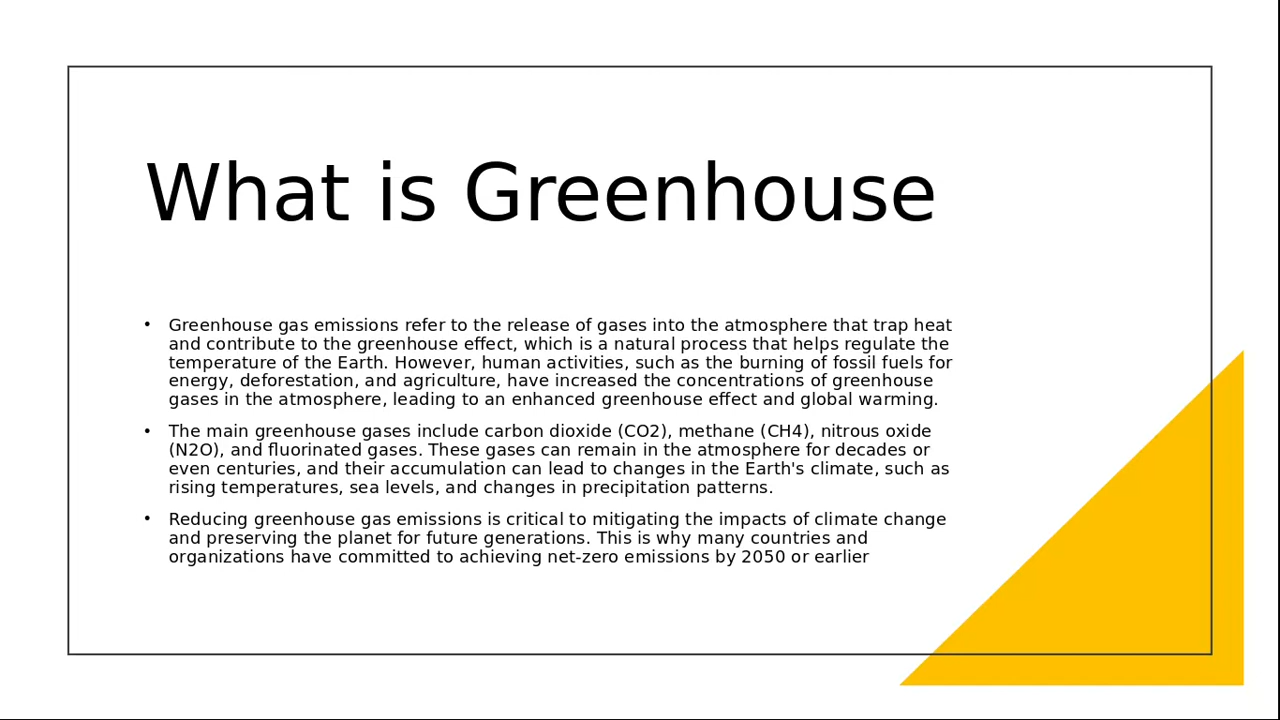 What is Greenhouse
• Greenhouse gas emissions refer to the release of gases into the atmosphere that trap heat
and contribute to the greenhouse effect, which is a natural process that helps regulate the
temperature of the Earth. However, human activities, such as the burning of fossil fuels for
energy, deforestation, and agriculture, have increased the concentrations of greenhouse
gases in the atmosphere, leading to an enhanced greenhouse effect and global warming.
• The main greenhouse gases include carbon dioxide (CO2), methane (CH4), nitrous oxide
(N2O), and fluorinated gases. These gases can remain in the atmosphere for decades or
even centuries, and their accumulation can lead to changes in the Earth's climate, such as
rising temperatures, sea levels, and changes in precipitation patterns.
• Reducing greenhouse gas emissions is critical to mitigating the impacts of climate change
and preserving the planet for future generations. This is why many countries and
organizations have committed to achieving net-zero emissions by 2050 or earlier